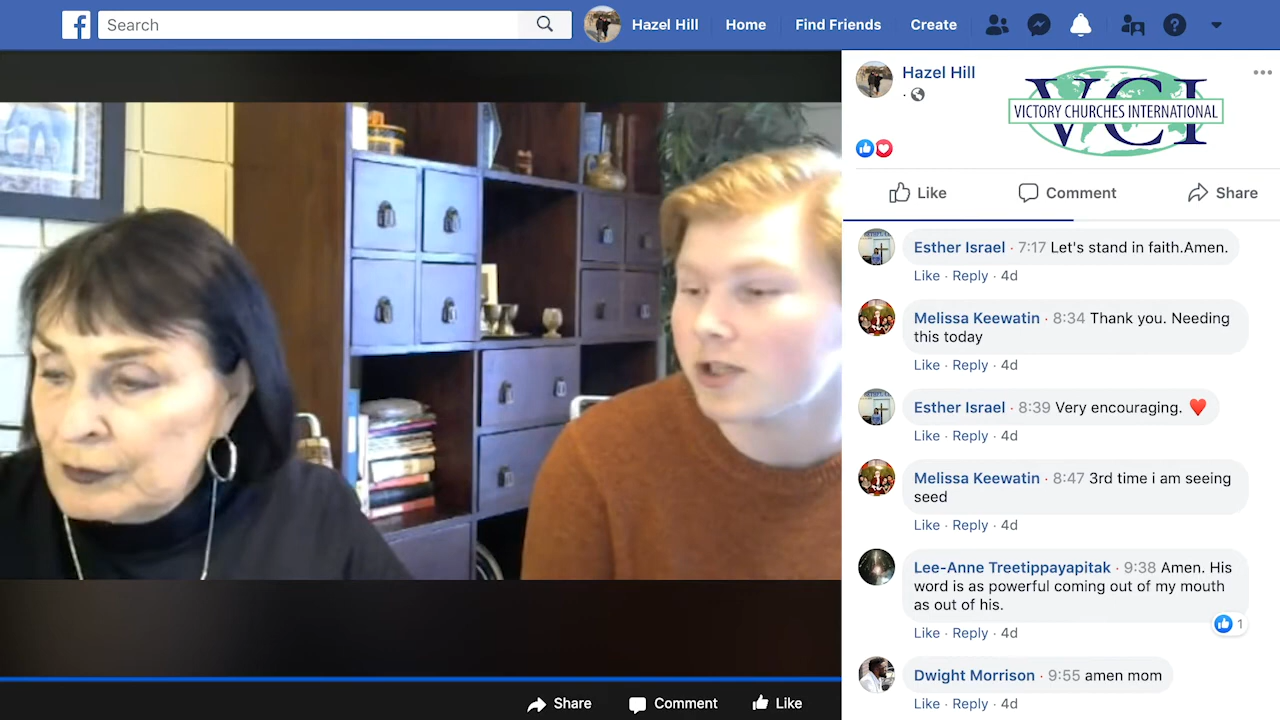 Search
Hazel Hill
Home
Find Friends
Create
?
Hazel Hill
VCI
VICTORY CHURCHES INTERNATIONAL
Like
Comment
Share
Esther Israel · 7:17 Let's stand in faith.Amen.
Like · Reply · 4d
Melissa Keewatin · 8:34 Thank you. Needing
this today
Like · Reply · 4d
Esther Israel · 8:39 Very encouraging. ❤️
Like · Reply · 4d
Melissa Keewatin · 8:47 3rd time i am seeing
seed
Like · Reply · 4d
Lee-Anne Treetippayapitak · 9:38 Amen. His
word is as powerful coming out of my mouth
as out of his.
1
Like · Reply · 4d
Dwight Morrison · 9:55 amen mom
Like · Reply · 4d
Share
Comment
Like